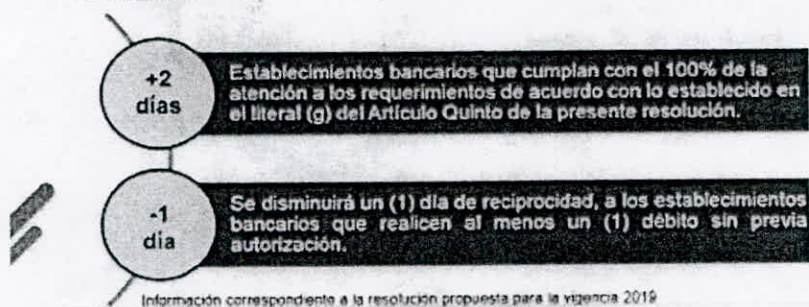 +2
días
Establecimientos bancarios que cumplan con el 100% de la
atención a los requerimientos de acuerdo con lo establecido en
el literal (g) del Artículo Quinto de la presente resolución.
-1
día
Se disminuirá un (1) día de reciprocidad, a los establecimientos
bancarios que realicen al menos un (1) débito sin previa
autorización.
Información correspondiente a la resolución propuesta para la vigencia 2019